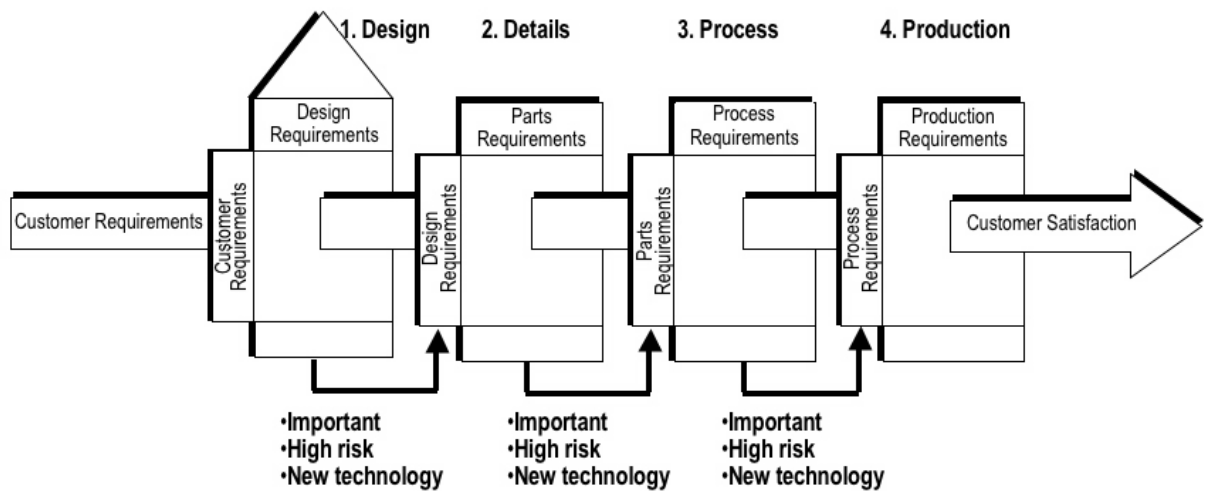 1. Design
2. Details
3. Process
4. Production
Design
Requirements
Parts
Requirements
Process
Requirements
Production
Requirements
Customer Requirements
Customer
Requirements
Design
Requirements
Parts
Requirements
Process
Requirements
Customer Satisfaction
•Important
•High risk
•New technology
•Important
•High risk
•New technology
•Important
•High risk
•New technology